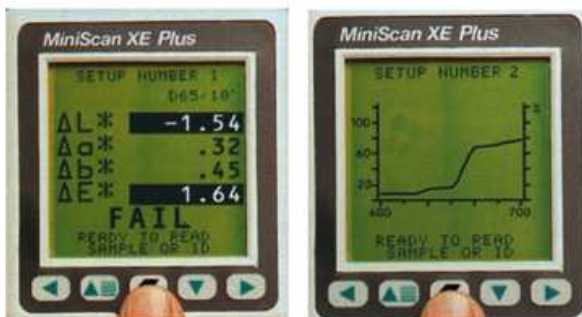 MiniScan XE Plus
SETUP NUMBER 1
D65/10°
ΔL* -1.54
Δa* .32
Δb* .45
ΔE* 1.64
FAIL
READY TO READ
SAMPLE OR ID
MiniScan XE Plus
SETUP NUMBER 2
100
60
20
400 700
READY TO READ
SAMPLE OR ID